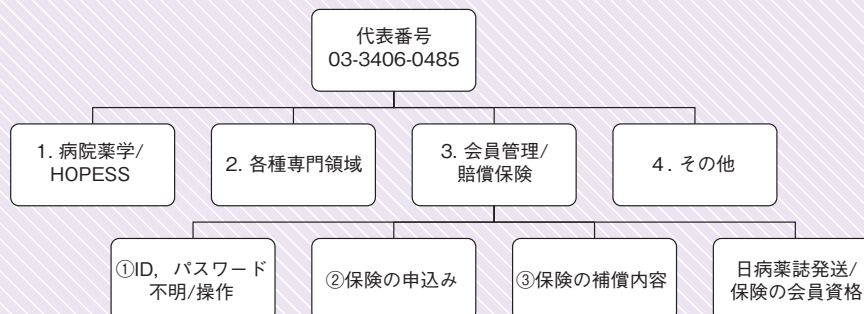 代表番号
03-3406-0485
1. 病院薬学/
HOPESS
2. 各種専門領域
3. 会員管理/
賠償保険
4. その他
①ID，パスワード
不明/操作
②保険の申込み
③保険の補償内容
日病薬誌発送/
保険の会員資格